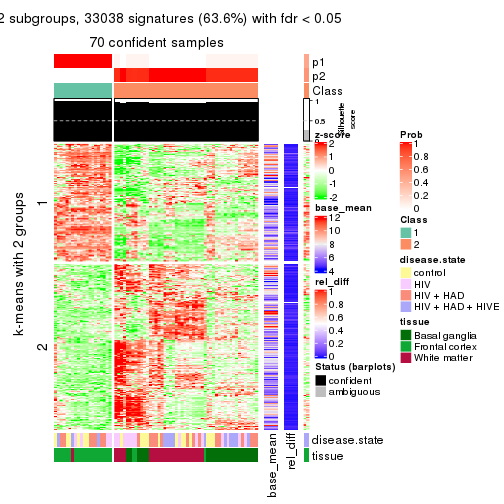 2 subgroups, 33038 signatures (63.6%) with fdr < 0.05
70 confident samples
p1
p2
Class
1
0.5
0
Silhouette
score
k-means with 2 groups
1
2
z-score
2
1
0
-1
-2
base_mean
12
10
8
6
4
rel_diff
1
0.8
0.6
0.4
0.2
0
Status (barplots)
confident
ambiguous
Prob
1
0.8
0.6
0.4
0.2
0
Class
1
2
disease.state
control
HIV
HIV + HAD
HIV + HAD + HIVE
tissue
Basal ganglia
Frontal cortex
White matter
disease.state
tissue
base_mean
rel_diff